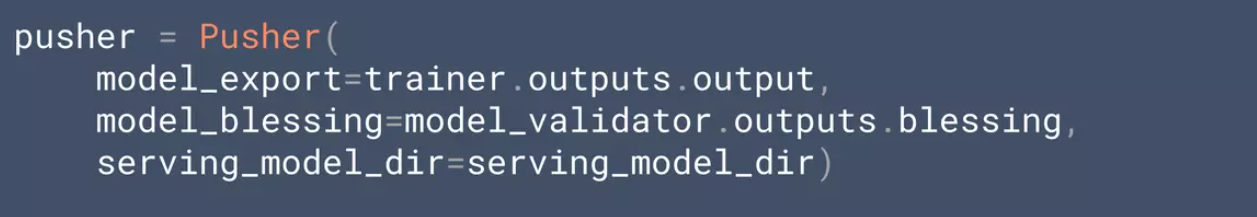 pusher = Pusher(
    model_export=trainer.outputs.output,
    model_blessing=model_validator.outputs.blessing,
    serving_model_dir=serving_model_dir)